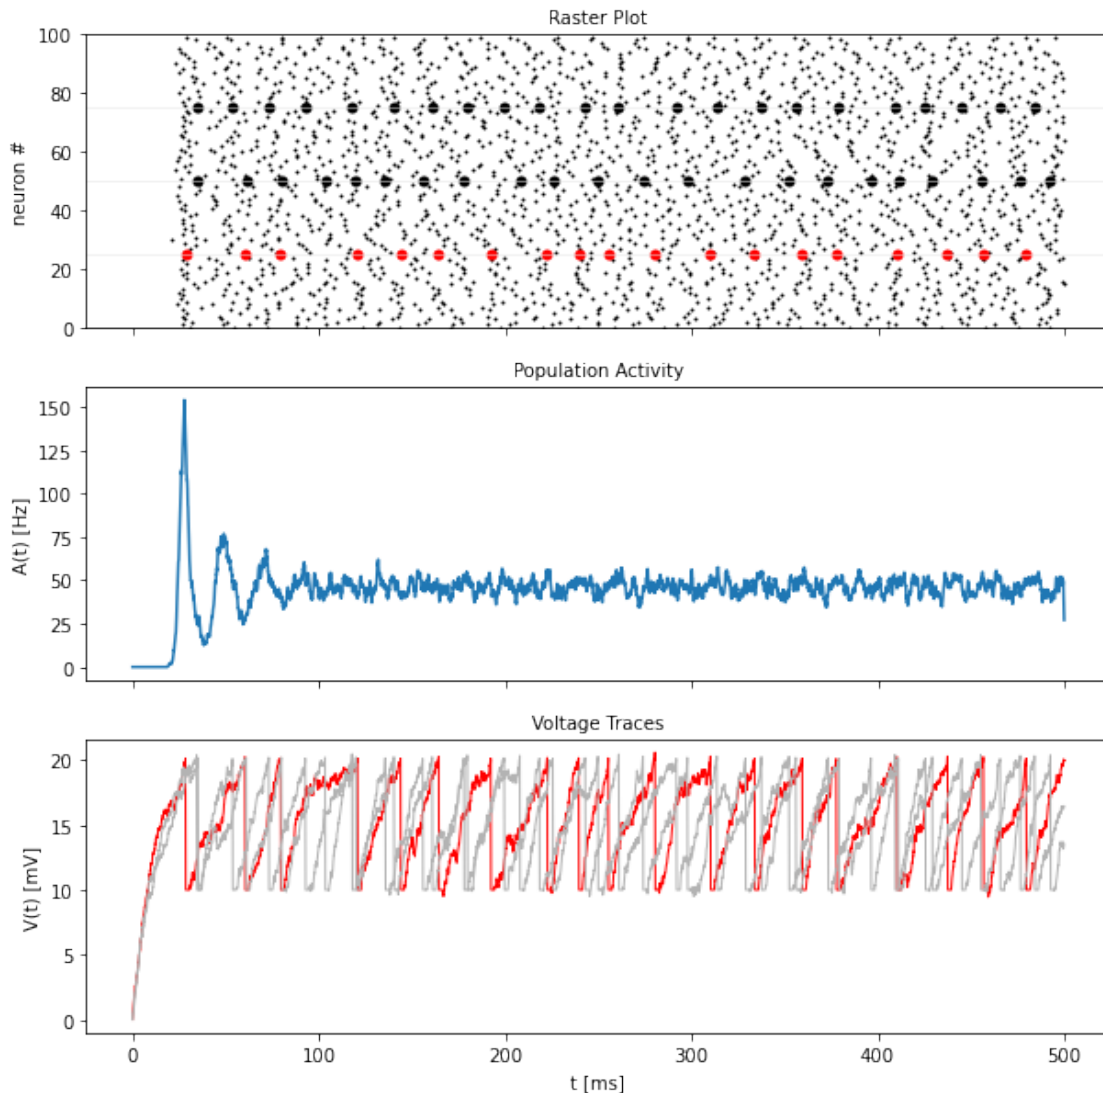 Raster Plot
100
80
60
40
20
0
neuron #
Population Activity
150
125
100
75
50
25
0
A(t) [Hz]
Voltage Traces
20
15
10
5
0
V(t) [mV]
0 100 200 300 400 500
t [ms]